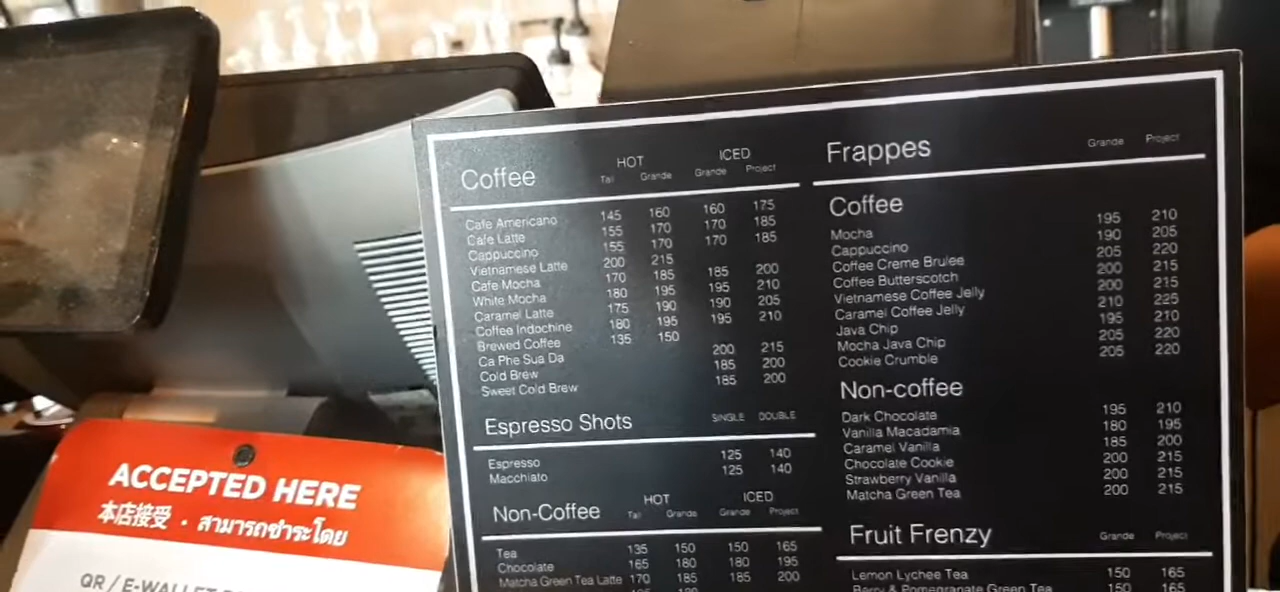 Coffee HOT ICED
Tall Grande Grande Project
Cafe Americano 145 160 160 175
Cafe Latte 155 170 170 185
Cappuccino 155 170 170 185
Vietnamese Latte 200 215
Cafe Mocha 170 185 185 200
White Mocha 180 195 195 210
Caramel Latte 175 190 190 205
Coffee Indochine 180 195 195 210
Brewed Coffee 135 150
Ca Phe Sua Da 200 215
Cold Brew 185 200
Sweet Cold Brew 185 200
Espresso Shots SINGLE DOUBLE
Espresso 125 140
Macchiato 125 140
Non-Coffee HOT ICED
Tall Grande Grande Project
Tea 135 150 150 165
Chocolate 165 180 180 195
Matcha Green Tea Latte 170 185 185 200
Frappes Grande Project
Coffee
Mocha 195 210
Cappuccino 190 205
Coffee Creme Brulee 205 220
Coffee Butterscotch 200 215
Vietnamese Coffee Jelly 200 215
Caramel Coffee Jelly 210 225
Java Chip 195 210
Mocha Java Chip 205 220
Cookie Crumble 205 220
Non-coffee
Dark Chocolate 195 210
Vanilla Macadamia 180 195
Caramel Vanilla 185 200
Chocolate Cookie 200 215
Strawberry Vanilla 200 215
Matcha Green Tea 200 215
Fruit Frenzy Grande Project
Lemon Lychee Tea 150 165
Berry & Pomegranate Green Tea 150 165
ACCEPTED HERE
本店接受 · สามารถชำระโดย
QR / E-WALLET